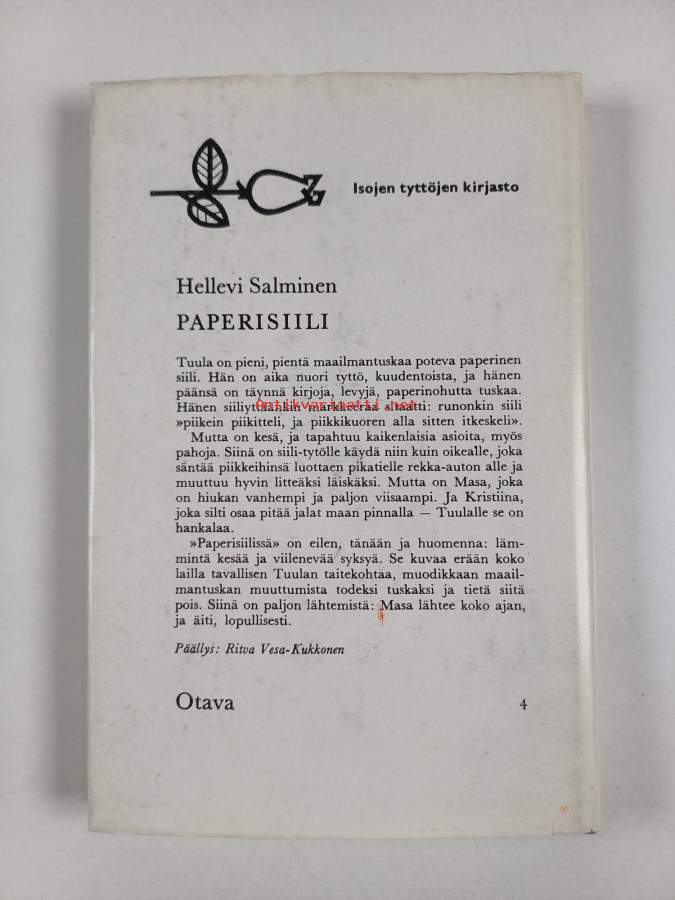 Isojen tyttöjen kirjasto
Hellevi Salminen
PAPERISIILI
Tuula on pieni, pientä maailmantuskaa poteva paperinen
siili. Hän on aika nuori tyttö, kuudentoista, ja hänen
päänsä on täynnä kirjoja, levyjä, paperinohutta tuskaa.
Hänen siiliyttäänkin märkkeeraa sitaatti: runonkin siili
»piikein piikitteli, ja piikkikuoren alla sitten itkeskeli».
Mutta on kesä, ja tapahtuu kaikenlaisia asioita, myös
pahoja. Siinä on siili-tytölle käydä niin kuin oikealle, joka
säntää piikkeihinsä luottaen pikatielle rekka-auton alle ja
muuttuu hyvin litteäksi läiskäksi. Mutta on Masa, joka
on hiukan vanhempi ja paljon viisaampi. Ja Kristiina,
joka silti osaa pitää jalat maan pinnalla — Tuulalle se on
hankalaa.
»Paperisiilissä» on eilen, tänään ja huomenna: läm-
mintä kesää ja viilenevää syksyä. Se kuvaa erään koko
lailla tavallisen Tuulan taitekohtaa, muodikkaan maail-
mantuskan muuttumista todeksi tuskaksi ja tietä siitä
pois. Siinä on paljon lähtemistä: Masa lähtee koko ajan,
ja äiti, lopullisesti.
Päällys: Ritva Vesa-Kukkonen
Otava
4
Antikvariaatti.net